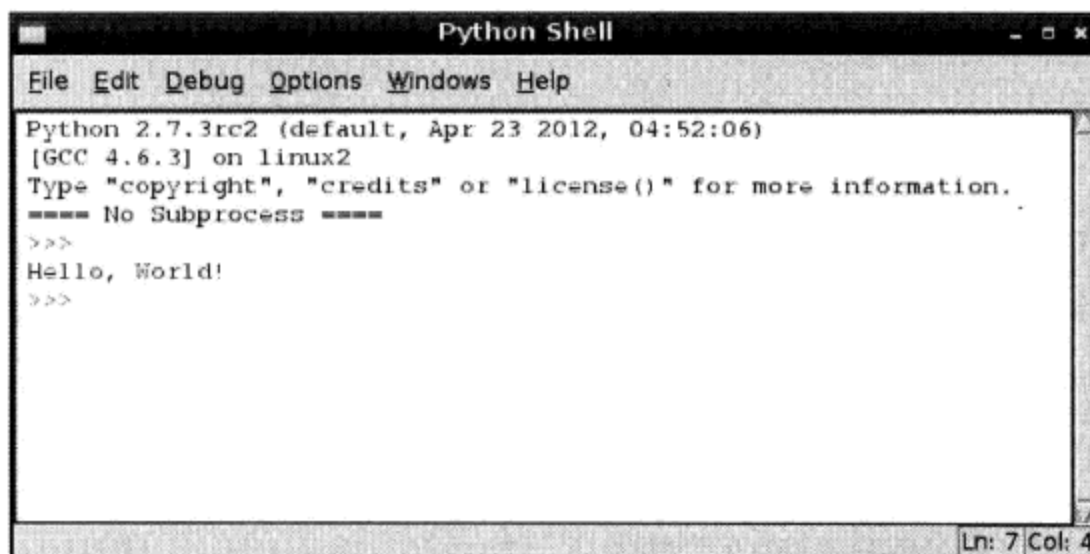 Python Shell
File Edit Debug Options Windows Help
Python 2.7.3rc2 (default, Apr 23 2012, 04:52:06)
[GCC 4.6.3] on linux2
Type "copyright", "credits" or "license()" for more information.
==== No Subprocess ====
>>>
Hello, World!
>>>
Ln: 7 Col: 4